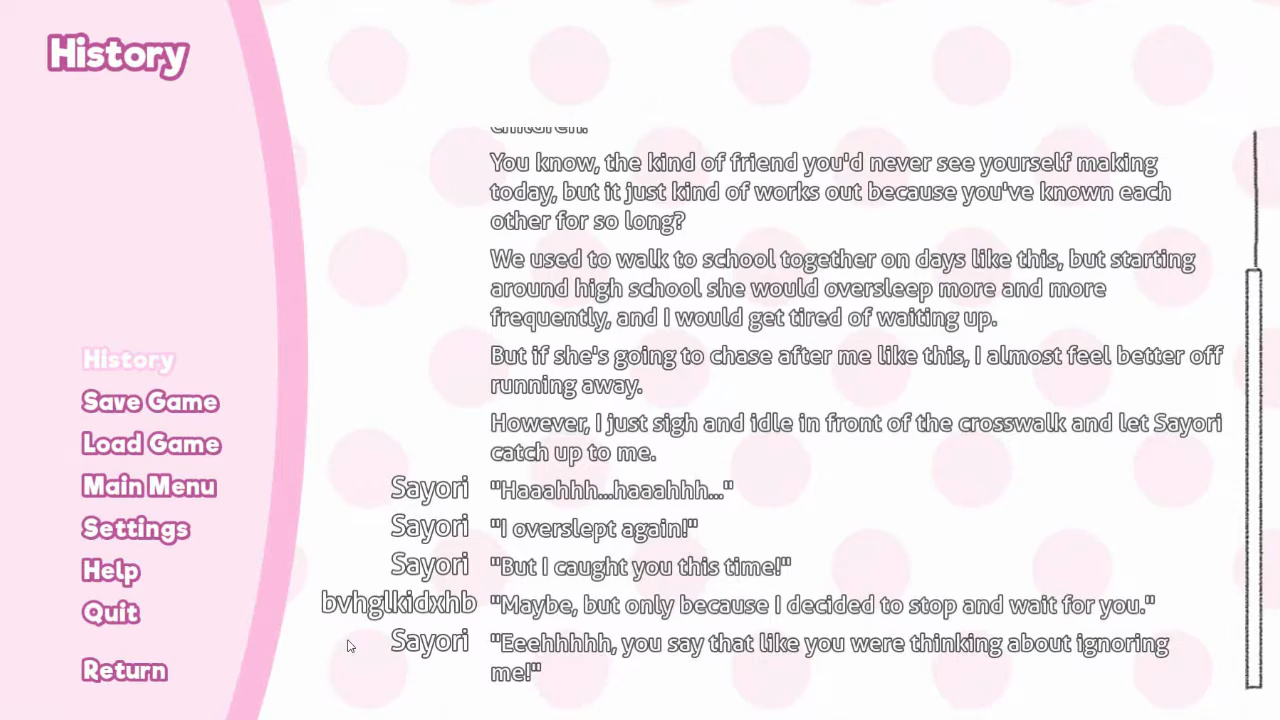 History
children.
You know, the kind of friend you'd never see yourself making
today, but it just kind of works out because you've known each
other for so long?
We used to walk to school together on days like this, but starting
around high school she would oversleep more and more
frequently, and I would get tired of waiting up.
But if she's going to chase after me like this, I almost feel better off
running away.
However, I just sigh and idle in front of the crosswalk and let Sayori
catch up to me.
Sayori "Haaahhh...haaahhh..."
Sayori "I overslept again!"
Sayori "But I caught you this time!"
bvhglkidxhb "Maybe, but only because I decided to stop and wait for you."
Sayori "Eeehhhhh, you say that like you were thinking about ignoring
me!"
History
Save Game
Load Game
Main Menu
Settings
Help
Quit
Return